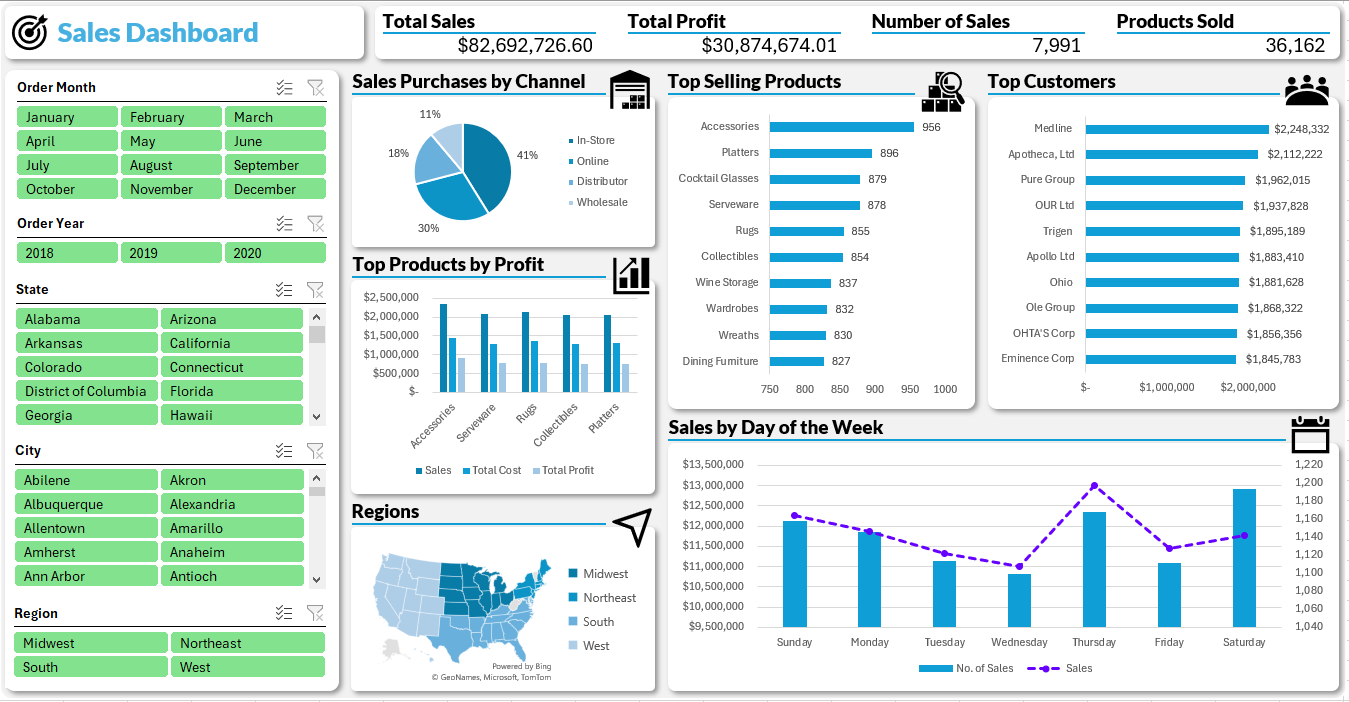 Sales Dashboard
Total Sales
$82,692,726.60
Total Profit
$30,874,674.01
Number of Sales
7,991
Products Sold
36,162
Order Month
January February March
April May June
July August September
October November December
Order Year
2018 2019 2020
State
Alabama Arizona
Arkansas California
Colorado Connecticut
District of Columbia Florida
Georgia Hawaii
City
Abilene Akron
Albuquerque Alexandria
Allentown Amarillo
Amherst Anaheim
Ann Arbor Antioch
Region
Midwest Northeast
South West
Sales Purchases by Channel
11%
18%
41%
30%
In-Store
Online
Distributor
Wholesale
Top Products by Profit
$2,500,000
$2,000,000
$1,500,000
$1,000,000
$500,000
$-
Accessories Serveware Rugs Collectibles Platters
Sales Total Cost Total Profit
Regions
Midwest
Northeast
South
West
Powered by Bing
© GeoNames, Microsoft, TomTom
Top Selling Products
Accessories 956
Platters 896
Cocktail Glasses 879
Serveware 878
Rugs 855
Collectibles 854
Wine Storage 837
Wardrobes 832
Wreaths 830
Dining Furniture 827
750 800 850 900 950 1000
Top Customers
Medline $2,248,332
Apotheca, Ltd $2,112,222
Pure Group $1,962,015
OUR Ltd $1,937,828
Trigen $1,895,189
Apollo Ltd $1,883,410
Ohio $1,881,628
Ole Group $1,868,322
OHTA'S Corp $1,856,356
Eminence Corp $1,845,783
$- $1,000,000 $2,000,000
Sales by Day of the Week
$13,500,000
$13,000,000
$12,500,000
$12,000,000
$11,500,000
$11,000,000
$10,500,000
$10,000,000
$9,500,000
1,220
1,200
1,180
1,160
1,140
1,120
1,100
1,080
1,060
1,040
Sunday Monday Tuesday Wednesday Thursday Friday Saturday
No. of Sales Sales